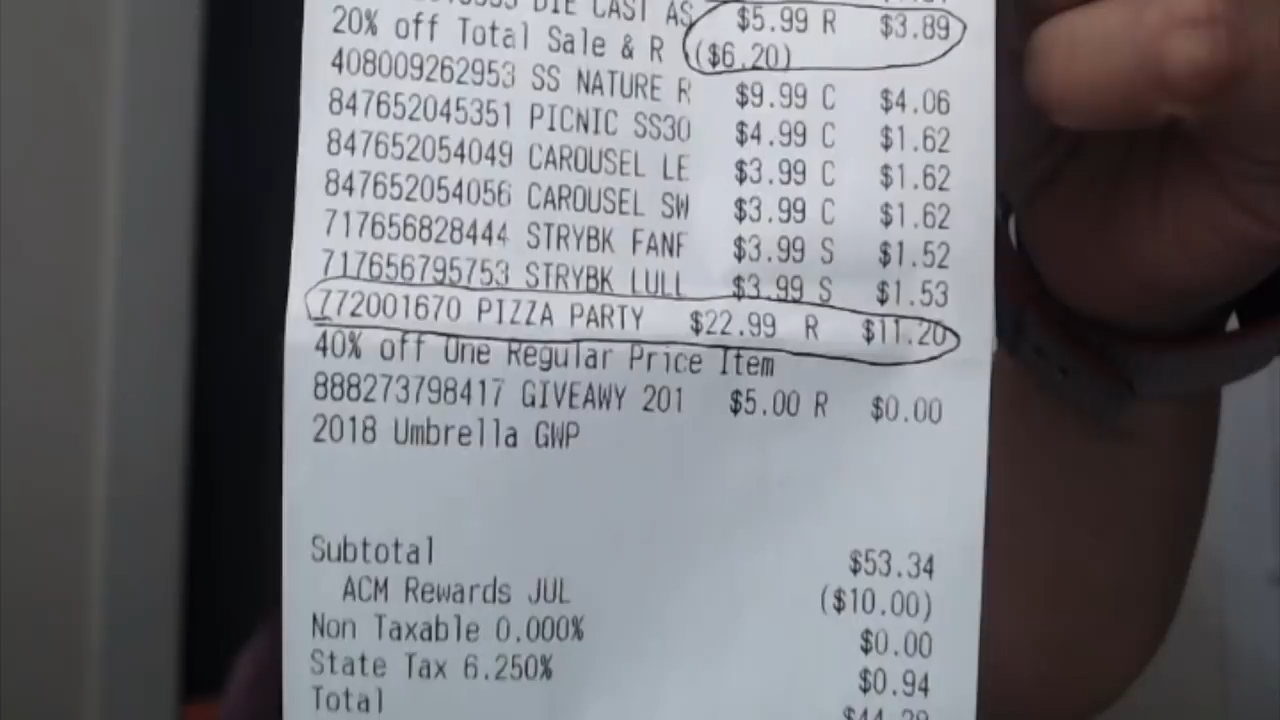 DIE CAST AS $5.99 R $3.89
20% off Total Sale & R ($6.20)
408009262953 SS NATURE R $9.99 C $4.06
847652045351 PICNIC SS30 $4.99 C $1.62
847652054049 CAROUSEL LE $3.99 C $1.62
847652054056 CAROUSEL SW $3.99 C $1.62
717656828444 STRYBK FANF $3.99 S $1.52
717656795753 STRYBK LULL $3.99 S $1.53
772001670 PIZZA PARTY $22.99 R $11.20
40% off One Regular Price Item
888273798417 GIVEAWY 201 $5.00 R $0.00
2018 Umbrella GWP
Subtotal $53.34
ACM Rewards JUL ($10.00)
Non Taxable 0.000% $0.00
State Tax 6.250% $0.94
Total